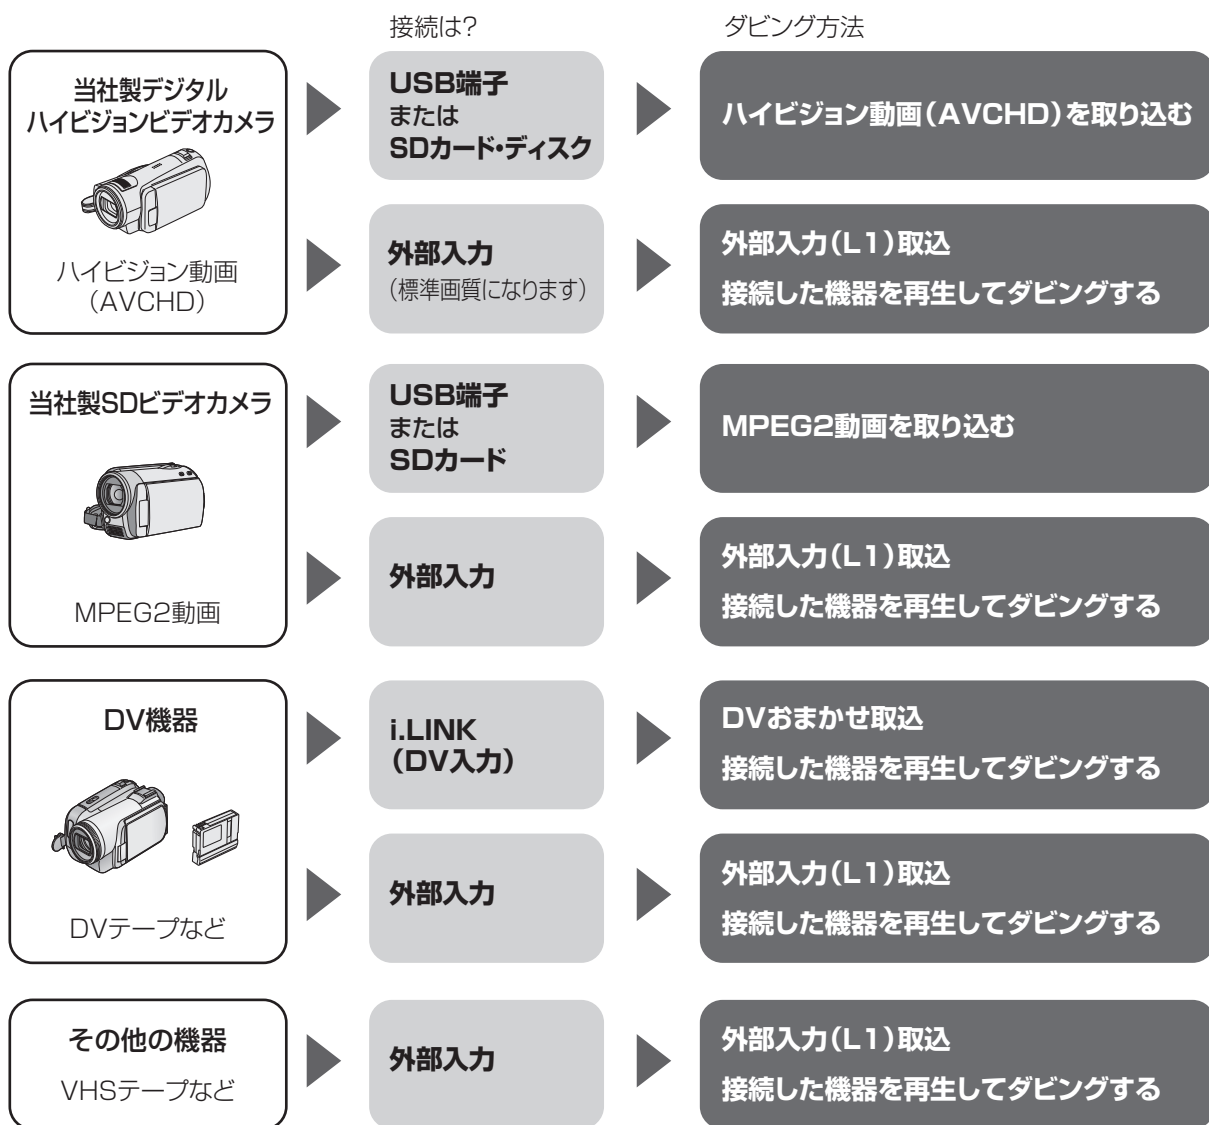 接続は?
ダビング方法
当社製デジタル
ハイビジョンビデオカメラ
ハイビジョン動画
(AVCHD)
USB端子
または
SDカード・ディスク
ハイビジョン動画(AVCHD)を取り込む
外部入力
(標準画質になります)
外部入力(L1)取込
接続した機器を再生してダビングする
当社製SDビデオカメラ
MPEG2動画
USB端子
または
SDカード
MPEG2動画を取り込む
外部入力
外部入力(L1)取込
接続した機器を再生してダビングする
DV機器
DVテープなど
i.LINK
(DV入力)
DVおまかせ取込
接続した機器を再生してダビングする
外部入力
外部入力(L1)取込
接続した機器を再生してダビングする
その他の機器
VHSテープなど
外部入力
外部入力(L1)取込
接続した機器を再生してダビングする